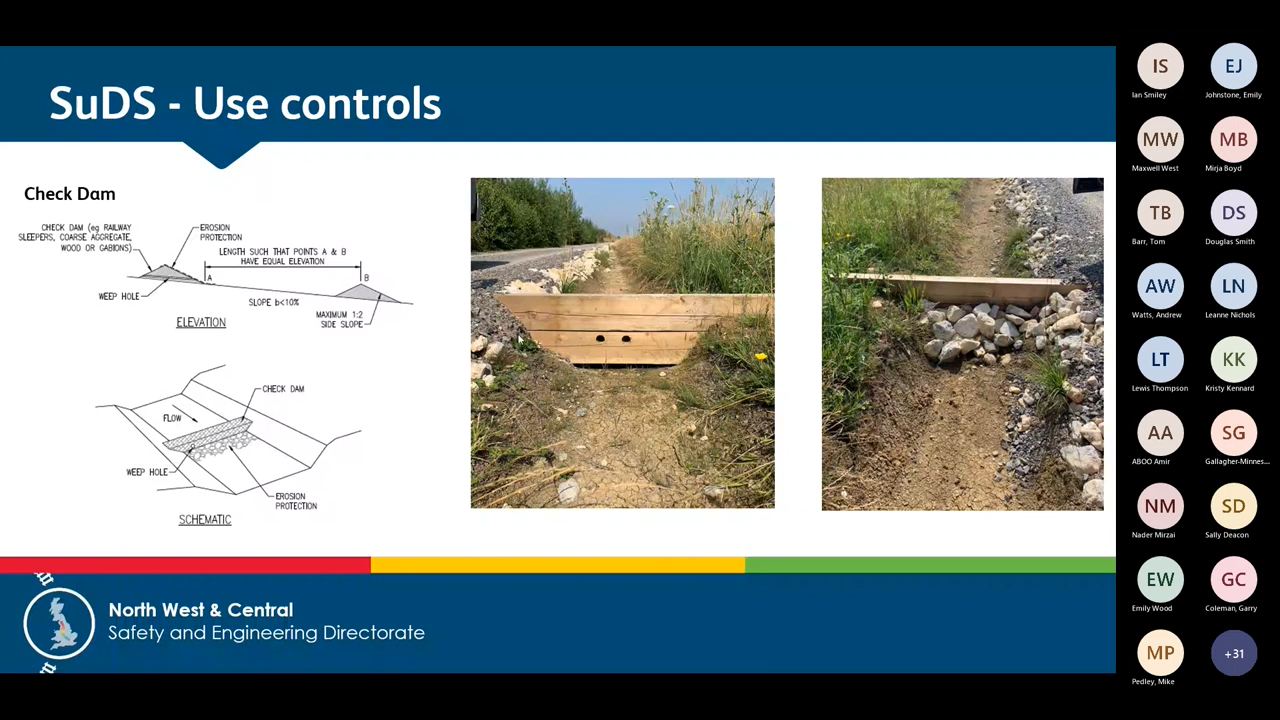 SuDS - Use controls
Check Dam
CHECK DAM (eg RAILWAY
SLEEPERS, COARSE AGGREGATE,
WOOD OR GABIONS)
EROSION
PROTECTION
LENGTH SUCH THAT POINTS A & B
HAVE EQUAL ELEVATION
A
B
WEEP HOLE
SLOPE b<10%
MAXIMUM 1:2
SIDE SLOPE
ELEVATION
CHECK DAM
FLOW
WEEP HOLE
EROSION
PROTECTION
SCHEMATIC
North West & Central
Safety and Engineering Directorate
IS
Ian Smiley
EJ
Johnstone, Emily
MW
Maxwell West
MB
Mirja Boyd
TB
Barr, Tom
DS
Douglas Smith
AW
Watts, Andrew
LN
Leanne Nichols
LT
Lewis Thompson
KK
Kristy Kennard
AA
ABOO Amir
SG
Gallagher-Minnes...
NM
Nader Mirzai
SD
Sally Deacon
EW
Emily Wood
GC
Coleman, Garry
MP
Pedley, Mike
+31